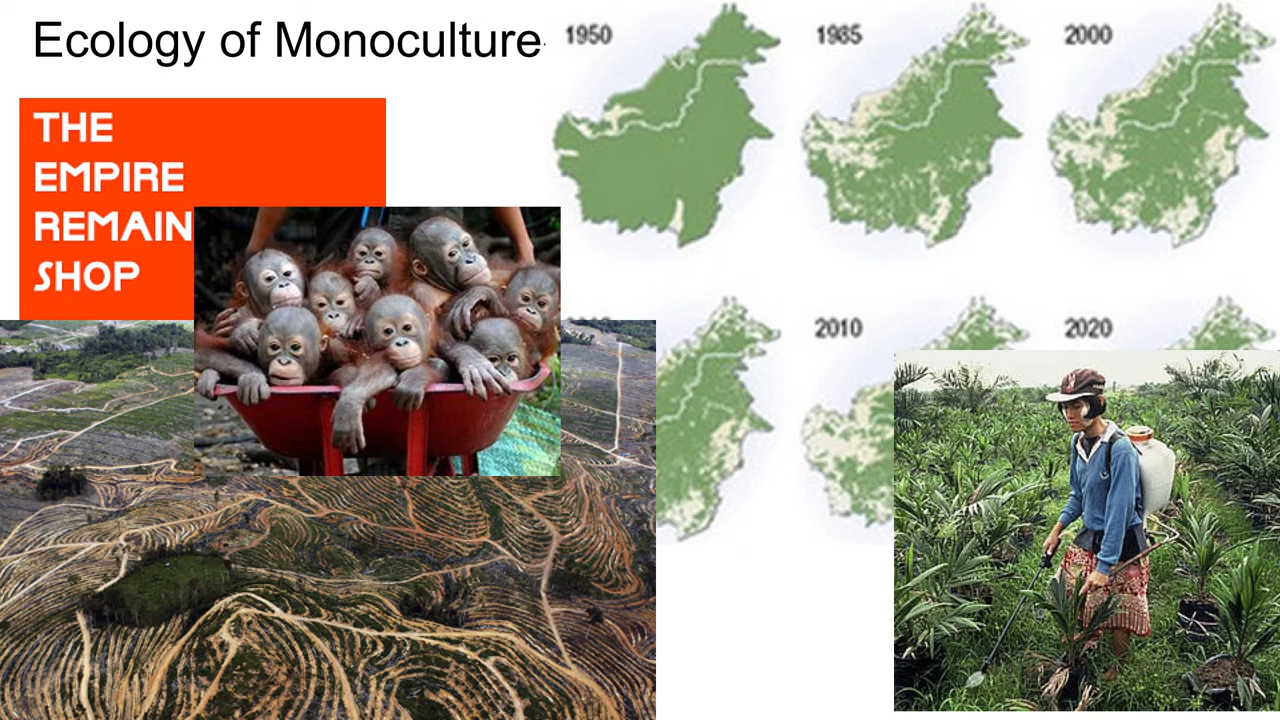 Ecology of Monoculture
THE
EMPIRE
REMAIN
SHOP
1950
1985
2000
2010
2020